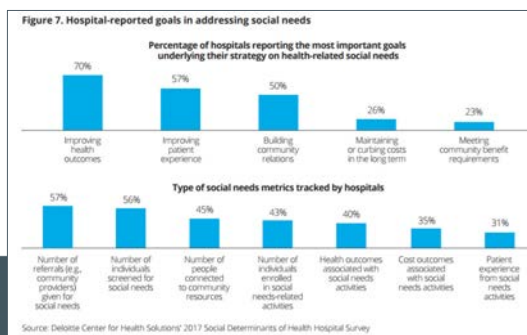 Figure 7. Hospital-reported goals in addressing social needs
Percentage of hospitals reporting the most important goals
underlying their strategy on health-related social needs
70%
57%
50%
26%
23%
Improving
health
outcomes
Improving
patient
experience
Building
community
relations
Maintaining
or curbing costs
in the long term
Meeting
community benefit
requirements
Type of social needs metrics tracked by hospitals
57%
56%
45%
43%
40%
35%
31%
Number of
referrals (e.g.,
community
providers)
given for
social needs
Number of
individuals
screened for
social needs
Number of
people
connected
to community
resources
Number of
individuals
enrolled
in social
needs-related
activities
Health outcomes
associated with
social needs
activities
Cost outcomes
associated
with social
needs activities
Patient
experience
from social
needs
activities
Source: Deloitte Center for Health Solutions' 2017 Social Determinants of Health Hospital Survey